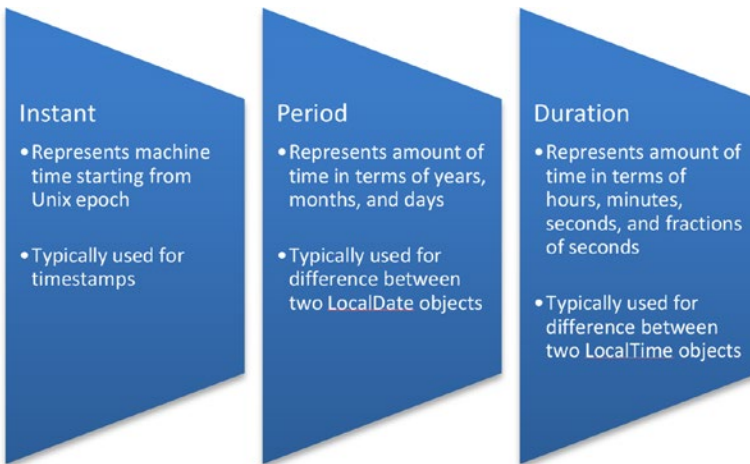 Instant
•Represents machine
time starting from
Unix epoch
•Typically used for
timestamps
Period
•Represents amount of
time in terms of years,
months, and days
•Typically used for
difference between
two LocalDate objects
Duration
•Represents amount of
time in terms of
hours, minutes,
seconds, and fractions
of seconds
•Typically used for
difference between
two LocalTime objects